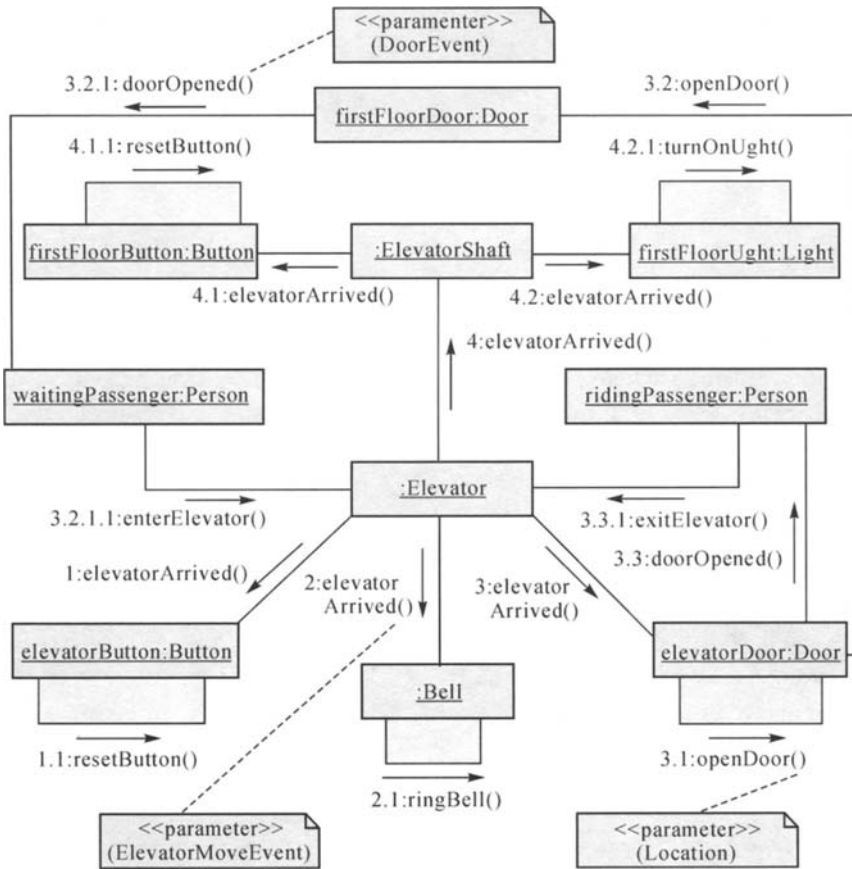 <<paramenter>>
(DoorEvent)
3.2.1:doorOpened()
3.2:openDoor()
firstFloorDoor:Door
4.1.1:resetButton()
4.2.1:turnOnUght()
firstFloorButton:Button
:ElevatorShaft
firstFloorUght:Light
4.1:elevatorArrived()
4.2:elevatorArrived()
4:elevatorArrived()
waitingPassenger:Person
ridingPassenger:Person
:Elevator
3.2.1.1:enterElevator()
3.3.1:exitElevator()
3.3:doorOpened()
1:elevatorArrived()
2:elevator
Arrived()
3:elevator
Arrived()
elevatorButton:Button
elevatorDoor:Door
:Bell
1.1:resetButton()
3.1:openDoor()
2.1:ringBell()
<<parameter>>
(ElevatorMoveEvent)
<<parameter>>
(Location)